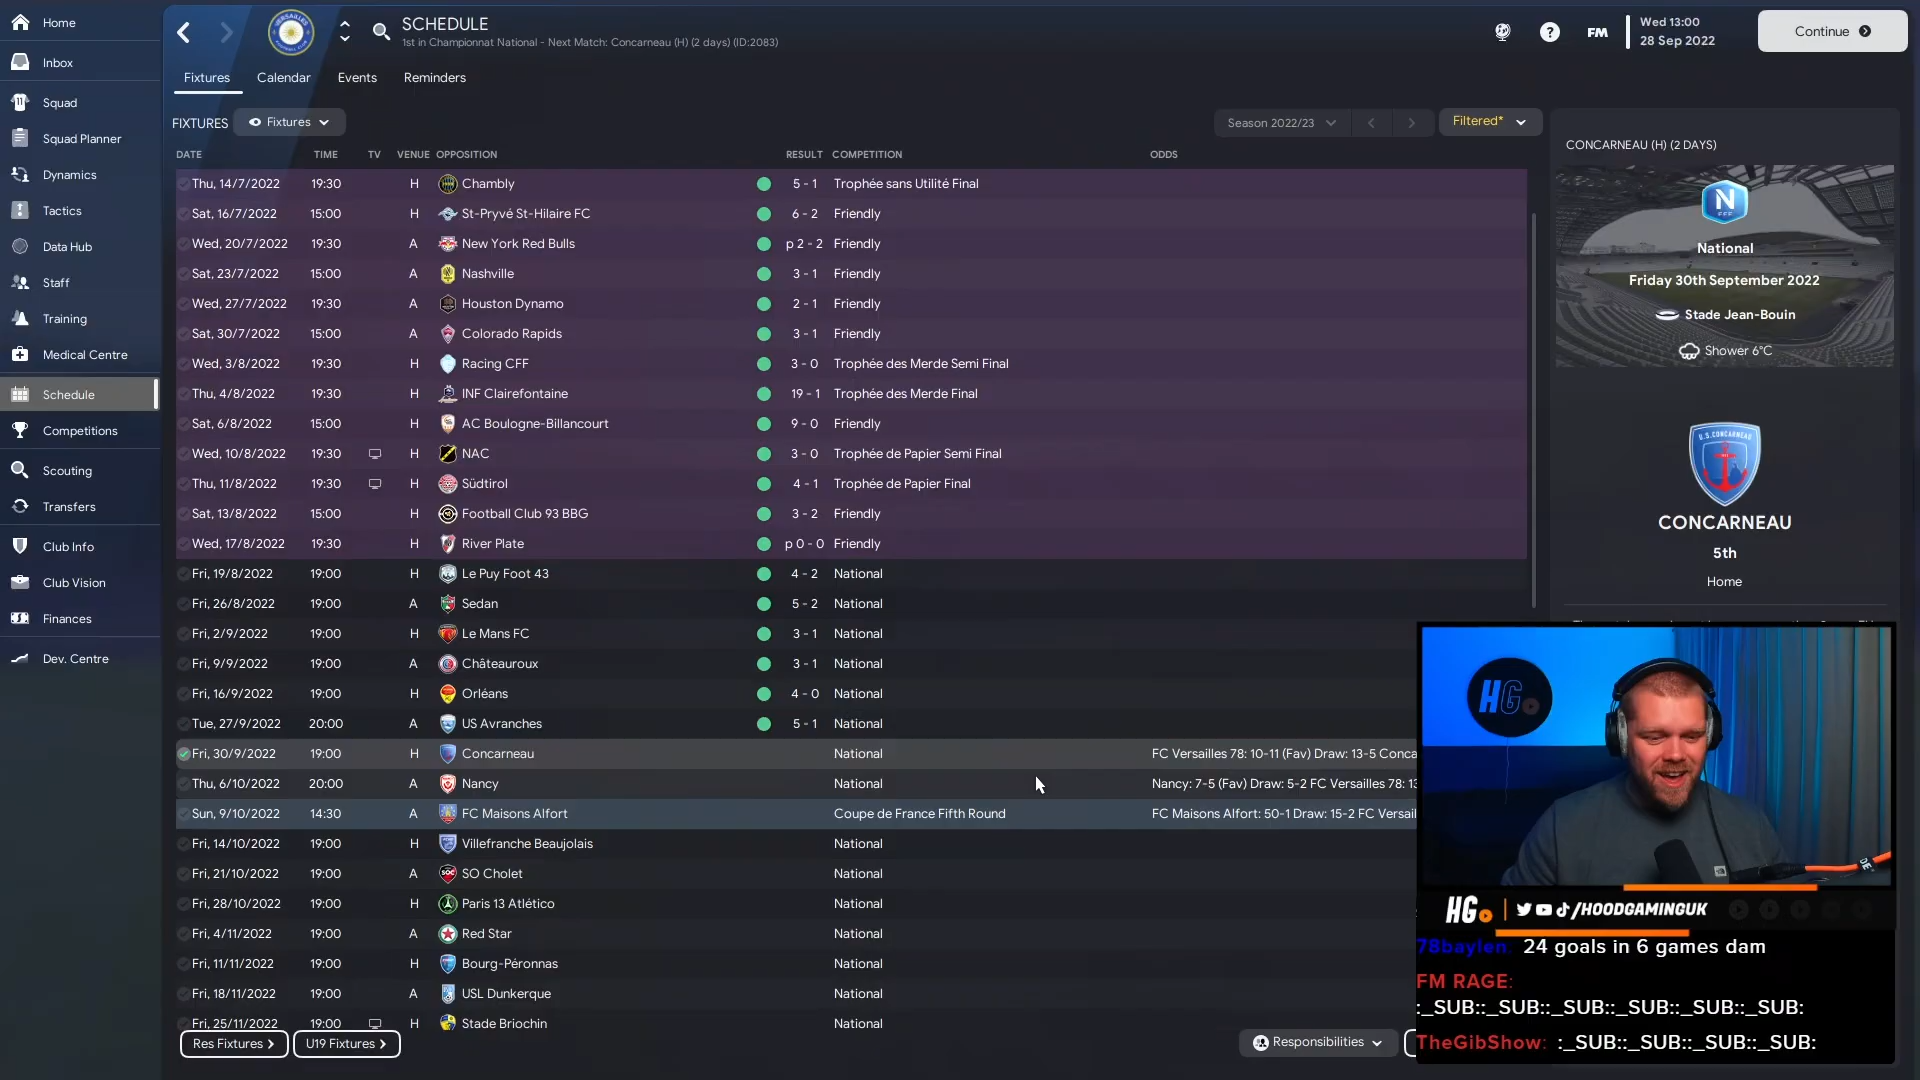 Home
Inbox
Squad
Squad Planner
Dynamics
Tactics
Data Hub
Staff
Training
Medical Centre
Schedule
Competitions
Scouting
Transfers
Club Info
Club Vision
Finances
Dev. Centre
SCHEDULE
1st in Championnat National - Next Match: Concarneau (H) (2 days) (ID:2083)
FM
Wed 13:00
28 Sep 2022
Continue
Fixtures Calendar Events Reminders
FIXTURES Fixtures Season 2022/23 Filtered*
DATE TIME TV VENUE OPPOSITION RESULT COMPETITION ODDS
Thu, 14/7/2022 19:30 H Chambly 5 - 1 Trophée sans Utilité Final
Sat, 16/7/2022 15:00 H St-Pryvé St-Hilaire FC 6 - 2 Friendly
Wed, 20/7/2022 19:30 A New York Red Bulls p 2 - 2 Friendly
Sat, 23/7/2022 15:00 A Nashville 3 - 1 Friendly
Wed, 27/7/2022 19:30 A Houston Dynamo 2 - 1 Friendly
Sat, 30/7/2022 15:00 A Colorado Rapids 3 - 1 Friendly
Wed, 3/8/2022 19:30 H Racing CFF 3 - 0 Trophée des Merde Semi Final
Thu, 4/8/2022 19:30 H INF Clairefontaine 19 - 1 Trophée des Merde Final
Sat, 6/8/2022 15:00 H AC Boulogne-Billancourt 9 - 0 Friendly
Wed, 10/8/2022 19:30 H NAC 3 - 0 Trophée de Papier Semi Final
Thu, 11/8/2022 19:30 H Südtirol 4 - 1 Trophée de Papier Final
Sat, 13/8/2022 15:00 H Football Club 93 BBG 3 - 2 Friendly
Wed, 17/8/2022 19:30 H River Plate p 0 - 0 Friendly
Fri, 19/8/2022 19:00 H Le Puy Foot 43 4 - 2 National
Fri, 26/8/2022 19:00 A Sedan 5 - 2 National
Fri, 2/9/2022 19:00 H Le Mans FC 3 - 1 National
Fri, 9/9/2022 19:00 A Châteauroux 3 - 1 National
Fri, 16/9/2022 19:00 H Orléans 4 - 0 National
Tue, 27/9/2022 20:00 A US Avranches 5 - 1 National
Fri, 30/9/2022 19:00 H Concarneau National FC Versailles 78: 10-11 (Fav) Draw: 13-5 Conca
Thu, 6/10/2022 20:00 A Nancy National Nancy: 7-5 (Fav) Draw: 5-2 FC Versailles 78: 13
Sun, 9/10/2022 14:30 A FC Maisons Alfort Coupe de France Fifth Round FC Maisons Alfort: 50-1 Draw: 15-2 FC Versail
Fri, 14/10/2022 19:00 H Villefranche Beaujolais National
Fri, 21/10/2022 19:00 A SO Cholet National
Fri, 28/10/2022 19:00 H Paris 13 Atlético National
Fri, 4/11/2022 19:00 A Red Star National
Fri, 11/11/2022 19:00 H Bourg-Péronnas National
Fri, 18/11/2022 19:00 A USL Dunkerque National
Fri, 25/11/2022 19:00 H Stade Briochin National
Res Fixtures U19 Fixtures Responsibilities
CONCARNEAU (H) (2 DAYS)
N
FFF
National
Friday 30th September 2022
Stade Jean-Bouin
Shower 6°C
U.S.CONCARNEAU
CONCARNEAU
5th
Home
HG
HG /HOODGAMINGUK
78baylen: 24 goals in 6 games dam
FM RAGE:
:_SUB::_SUB::_SUB::_SUB::_SUB:
TheGibShow: :_SUB::_SUB::_SUB::_SUB: